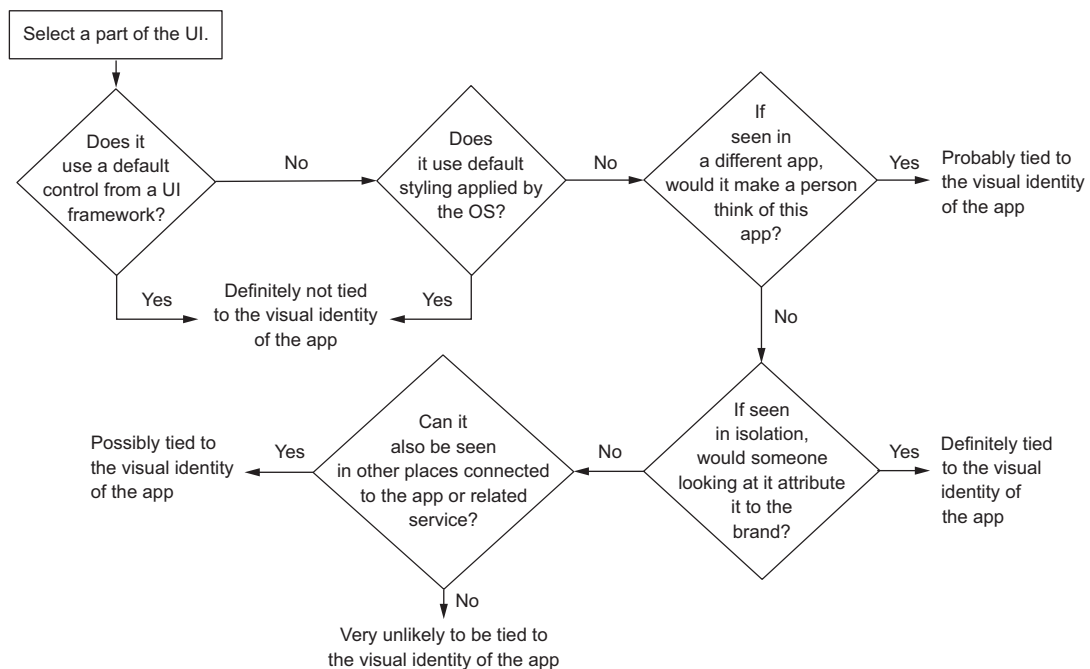 Select a part of the UI.
Does it
use a default
control from a UI
framework?
No
Does
it use default
styling applied by
the OS?
No
If
seen in
a different app,
would it make a person
think of this
app?
Yes
Probably tied to
the visual identity
of the app
Yes
Definitely not tied
to the visual identity
of the app
Yes
No
If seen
in isolation,
would someone
looking at it attribute
it to the
brand?
Yes
Definitely tied
to the visual
identity of
the app
No
Can it
also be seen
in other places connected
to the app or related
service?
Yes
Possibly tied to
the visual identity
of the app
No
Very unlikely to be tied to
the visual identity of the app